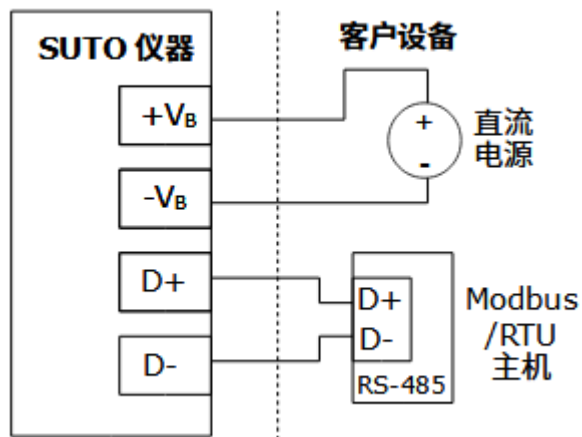 SUTO 仪器
客户设备
+VB
-VB
D+
D-
+
-
直流
电源
D+
D-
RS-485
Modbus
/RTU
主机